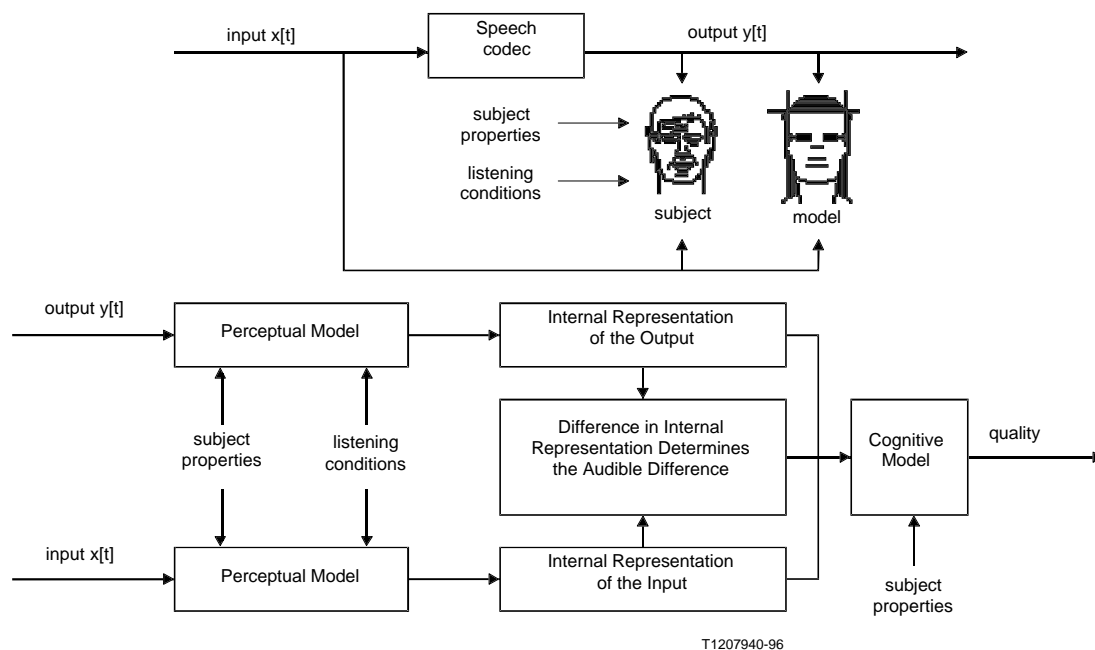 input x[t]
Speech
codec
output y[t]
subject
properties
listening
conditions
subject
model
output y[t]
Perceptual Model
Internal Representation
of the Output
subject
properties
listening
conditions
Difference in Internal
Representation Determines
the Audible Difference
Cognitive
Model
quality
input x[t]
Perceptual Model
Internal Representation
of the Input
subject
properties
T1207940-96